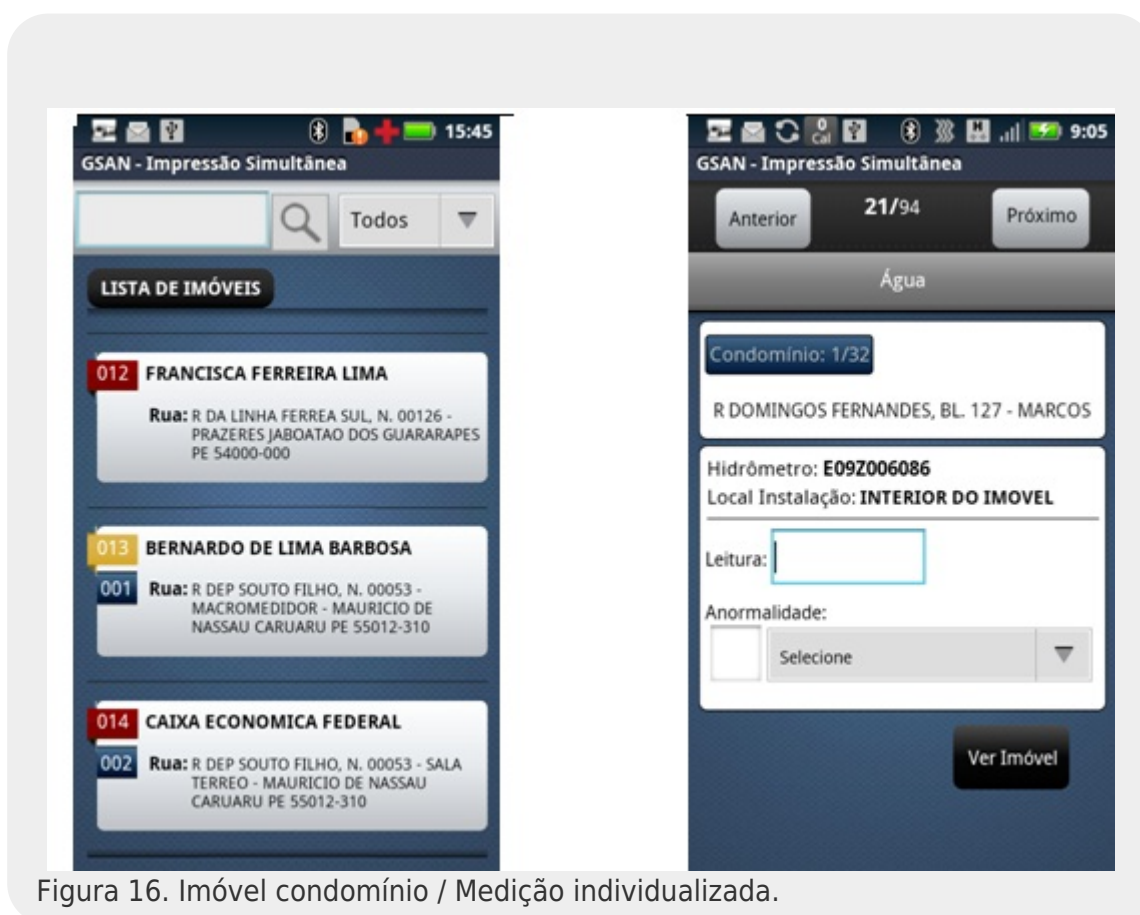 15:45
GSAN - Impressão Simultânea
Todos
LISTA DE IMÓVEIS
012 FRANCISCA FERREIRA LIMA
Rua: R DA LINHA FERREA SUL, N. 00126 -
PRAZERES JABOATAO DOS GUARARAPES
PE 54000-000
013 BERNARDO DE LIMA BARBOSA
001 Rua: R DEP SOUTO FILHO, N. 00053 -
MACROMEDIDOR - MAURICIO DE
NASSAU CARUARU PE 55012-310
014 CAIXA ECONOMICA FEDERAL
002 Rua: R DEP SOUTO FILHO, N. 00053 - SALA
TERREO - MAURICIO DE NASSAU
CARUARU PE 55012-310
0
Cal
H
9:05
GSAN - Impressão Simultânea
Anterior 21/94 Próximo
Água
Condomínio: 1/32
R DOMINGOS FERNANDES, BL. 127 - MARCOS
Hidrômetro: E09Z006086
Local Instalação: INTERIOR DO IMOVEL
Leitura:
Anormalidade:
Selecione
Ver Imóvel
Figura 16. Imóvel condomínio / Medição individualizada.